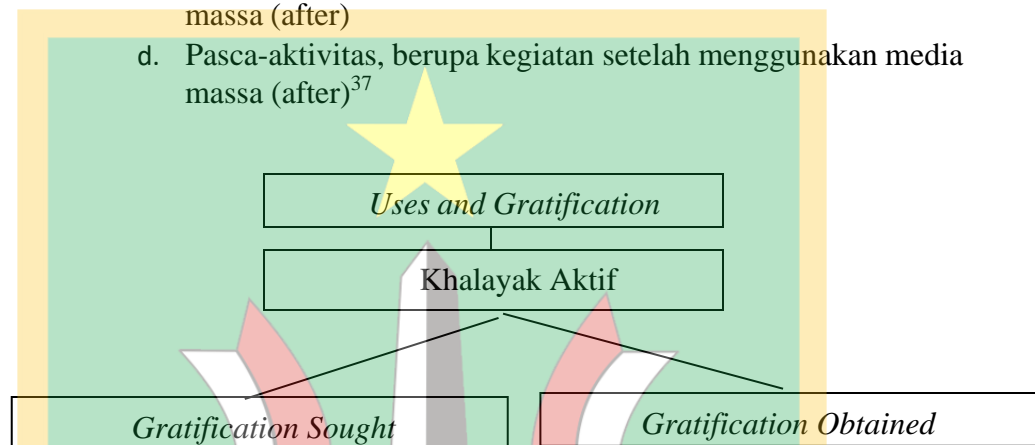 massa (after)
d. Pasca-aktivitas, berupa kegiatan setelah menggunakan media
massa (after)37
Uses and Gratification
Khalayak Aktif
Gratification Sought
Gratification Obtained